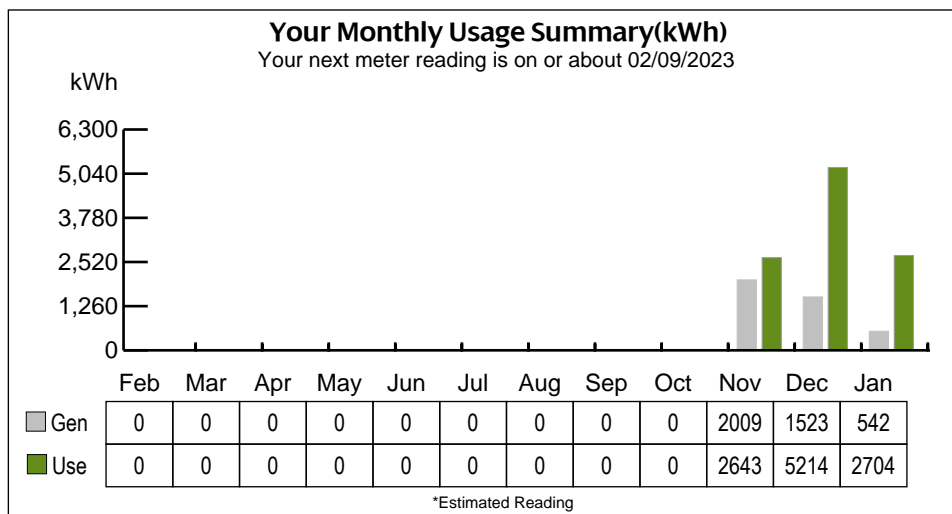 Your Monthly Usage Summary(kWh)
Your next meter reading is on or about 02/09/2023
kWh
6,300
5,040
3,780
2,520
1,260
0
Feb Mar Apr May Jun Jul Aug Sep Oct Nov Dec Jan
Gen 0 0 0 0 0 0 0 0 0 2009 1523 542
Use 0 0 0 0 0 0 0 0 0 2643 5214 2704
*Estimated Reading